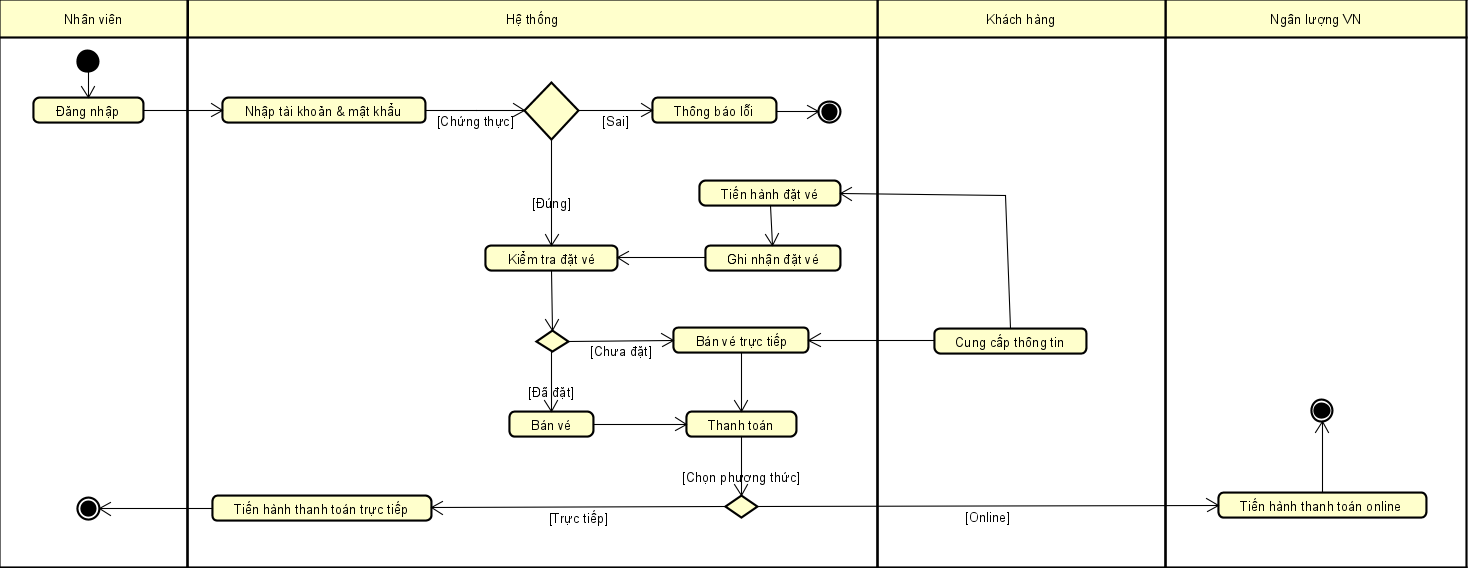 Nhân viên
Hệ thống
Khách hàng
Ngân lượng VN
Đăng nhập
Nhập tài khoản & mật khẩu
[Chứng thực]
[Sai]
Thông báo lỗi
Tiến hành đặt vé
[Đúng]
Kiểm tra đặt vé
Ghi nhận đặt vé
[Chưa đặt]
Bán vé trực tiếp
Cung cấp thông tin
[Đã đặt]
Bán vé
Thanh toán
[Chọn phương thức]
Tiến hành thanh toán trực tiếp
[Trực tiếp]
[Online]
Tiến hành thanh toán online